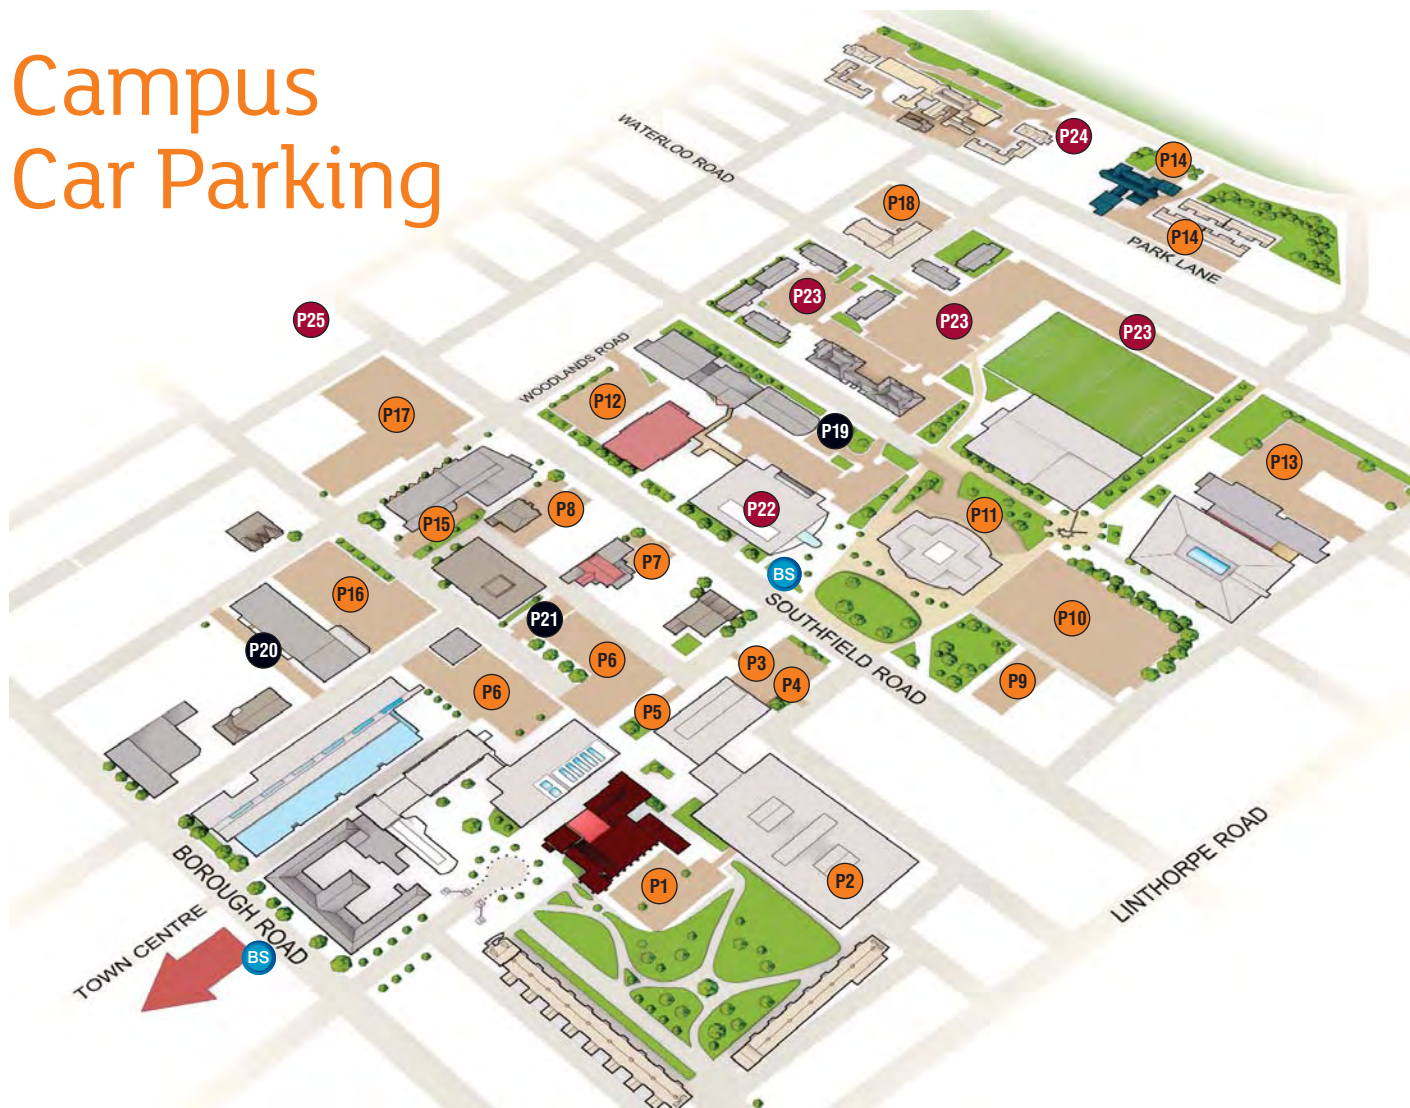 Campus
Car Parking
WATERLOO ROAD
P24
P14
P18
P14
PARK LANE
P23
P25
P23
P23
WOODLANDS ROAD
P12
P17
P19
P13
P8
P22
P11
P15
P7
BS
P16
SOUTHFIELD ROAD
P10
P21
P20
P6
P3
P4
P9
P6
P5
LINTHORPE ROAD
P1
P2
BOROUGH ROAD
TOWN CENTRE
BS